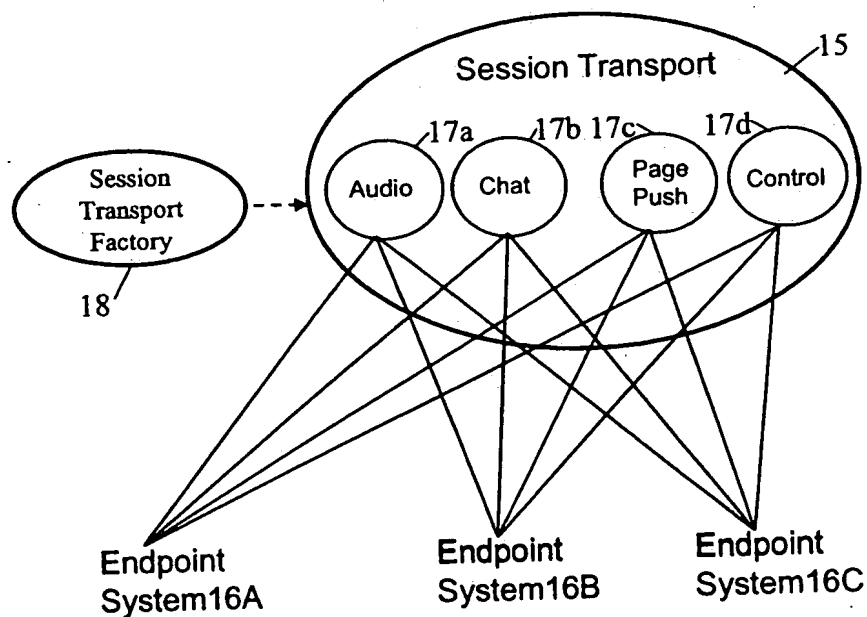 15
Session Transport
17a
17b
17c
17d
Audio
Chat
Page
Push
Control
Session
Transport
Factory
18
Endpoint
System16A
Endpoint
System16B
Endpoint
System16C